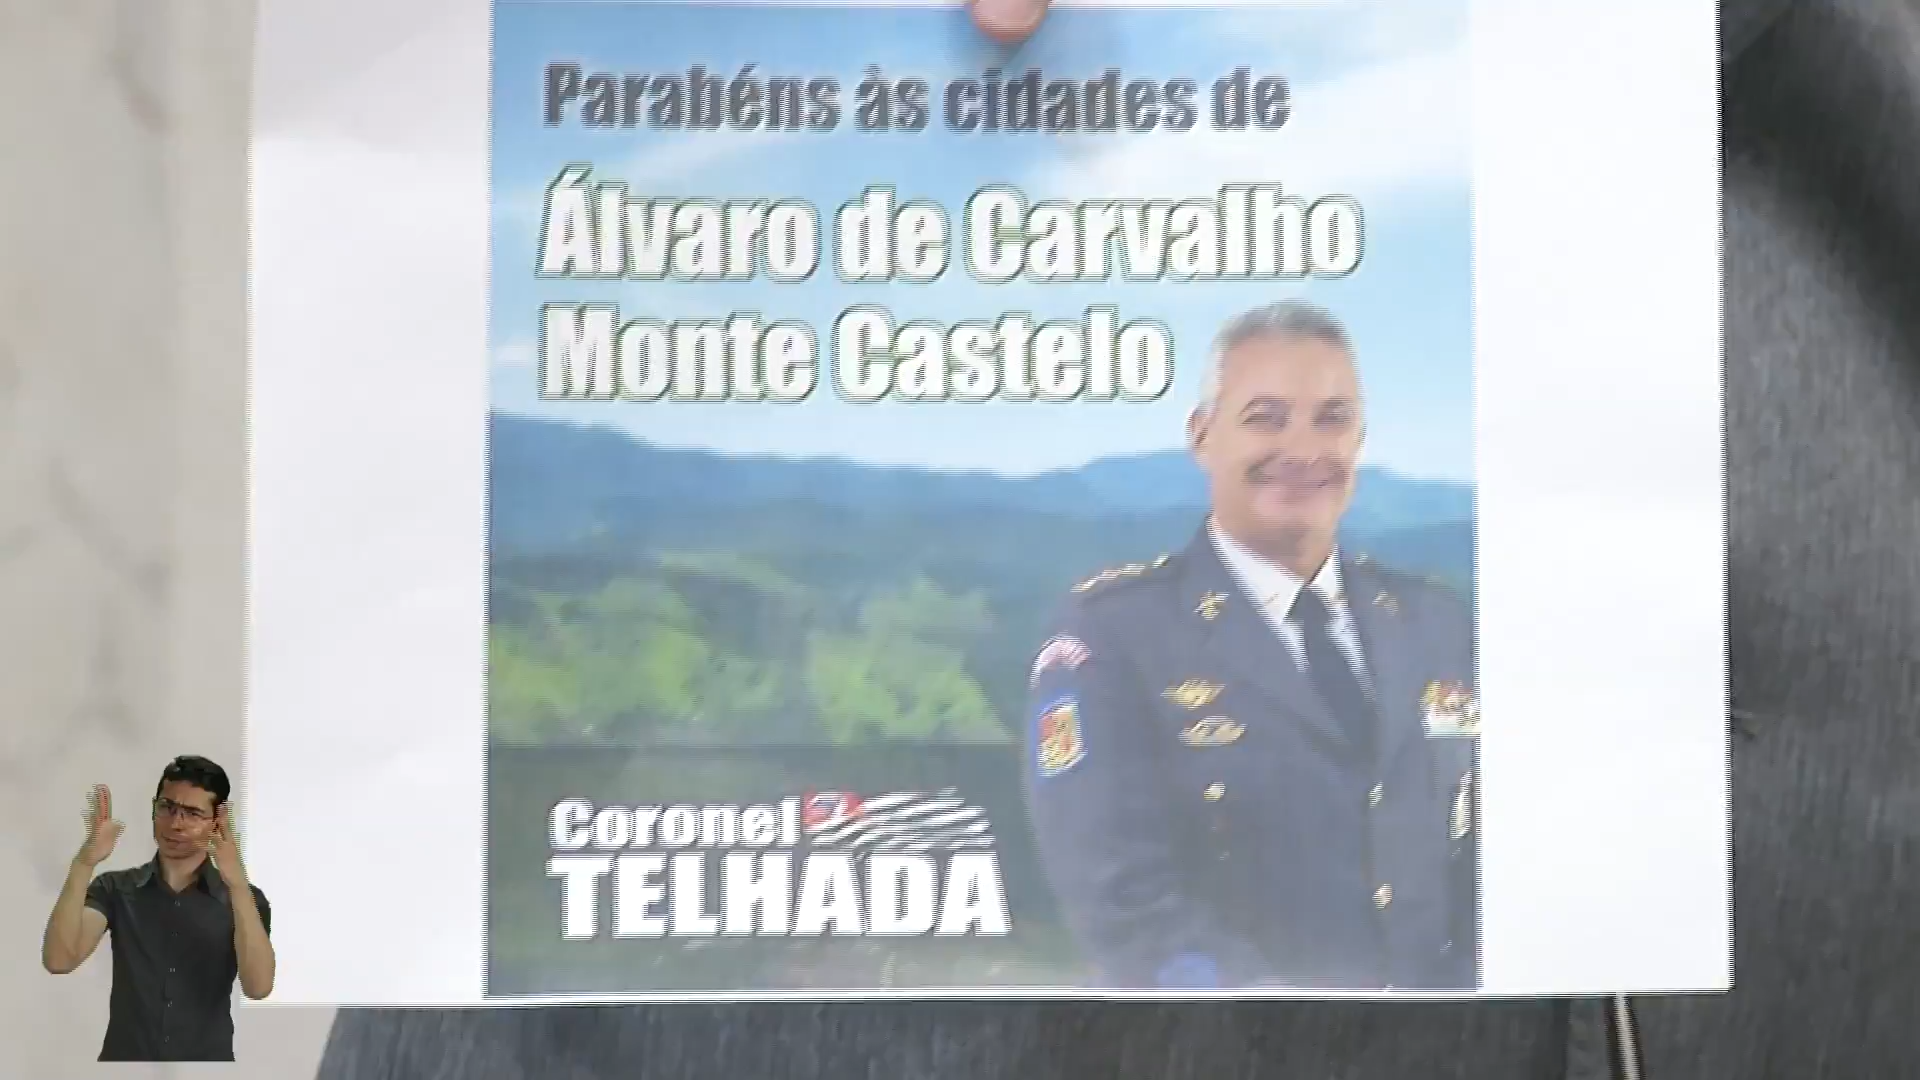 Parabéns às cidades de
Álvaro de Carvalho
Monte Castelo
Coronel
TELHADA